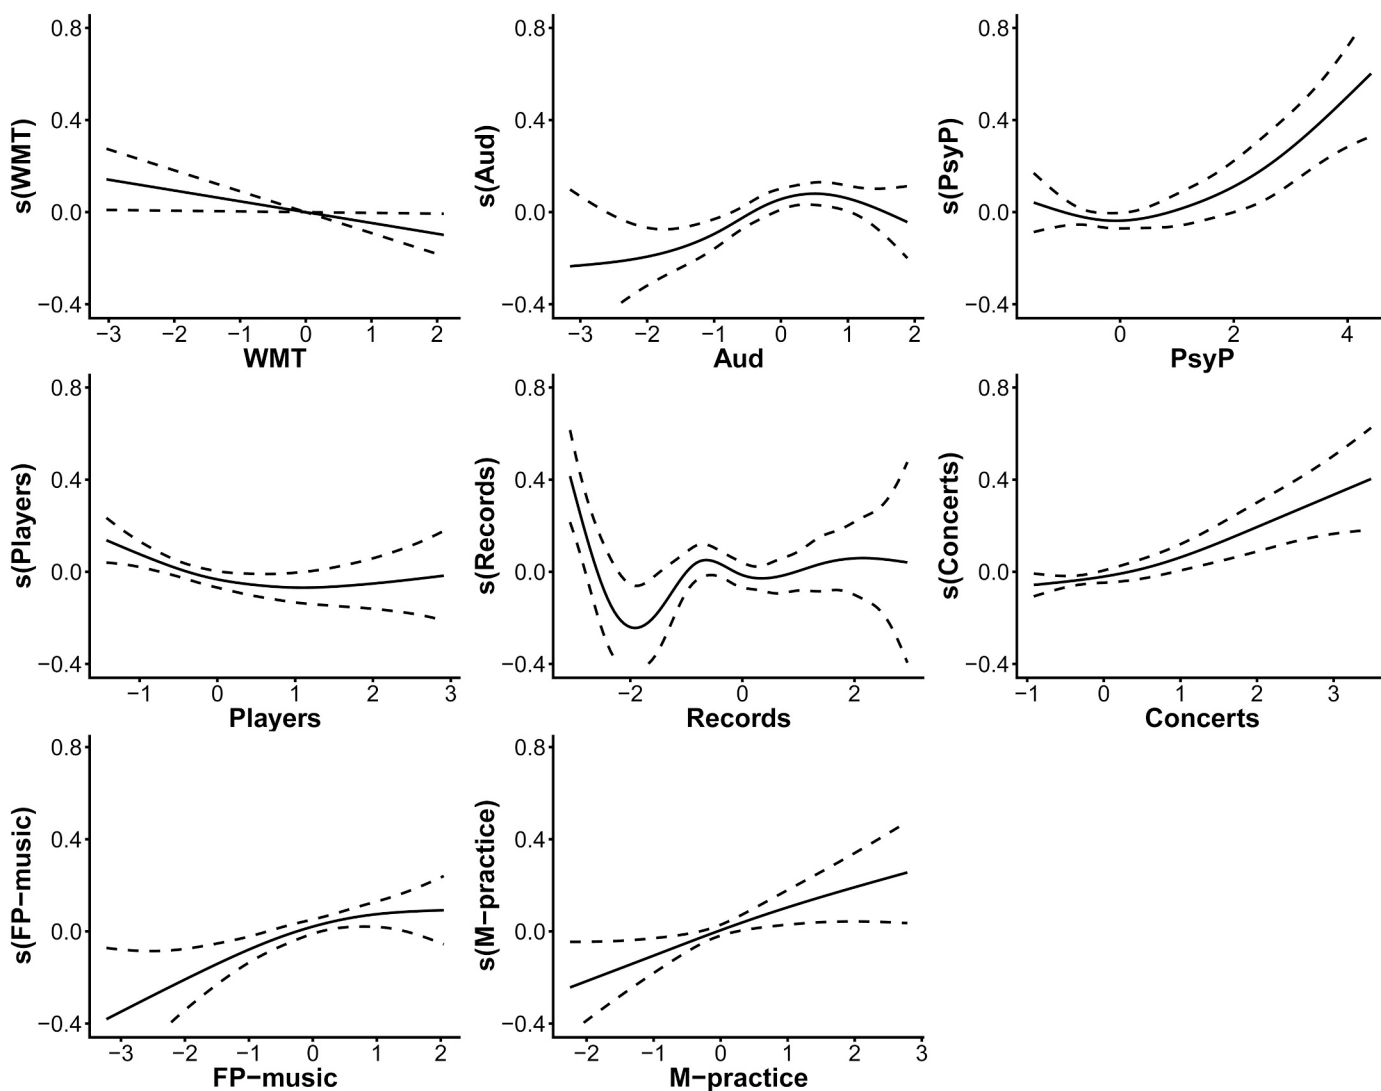 s(WMT)
0.8
0.4
0.0
−0.4
−3 −2 −1 0 1 2
WMT
s(Aud)
0.8
0.4
0.0
−0.4
−3 −2 −1 0 1 2
Aud
s(PsyP)
0.8
0.4
0.0
−0.4
0 2 4
PsyP
s(Players)
0.8
0.4
0.0
−0.4
−1 0 1 2 3
Players
s(Records)
0.8
0.4
0.0
−0.4
−2 0 2
Records
s(Concerts)
0.8
0.4
0.0
−0.4
−1 0 1 2 3
Concerts
s(FP−music)
0.8
0.4
0.0
−0.4
−3 −2 −1 0 1 2
FP−music
s(M−practice)
0.8
0.4
0.0
−0.4
−2 −1 0 1 2 3
M−practice